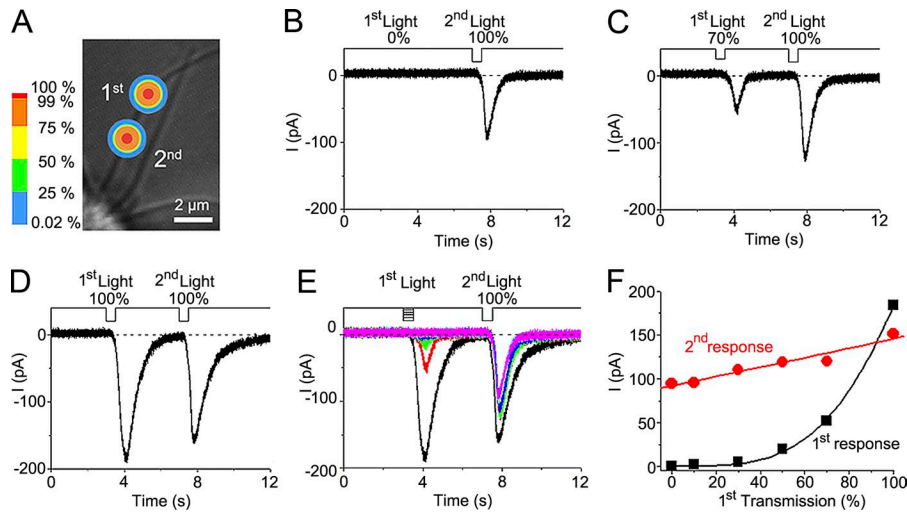 A
100 %
99 %
75 %
50 %
25 %
0.02 %
1st
2nd
2 µm
B
1st Light
0%
2nd Light
100%
I (pA)
0
-100
-200
0 4 8 12
Time (s)
C
1st Light
70%
2nd Light
100%
I (pA)
0
-100
-200
0 4 8 12
Time (s)
D
1st Light
100%
2nd Light
100%
I (pA)
0
-100
-200
0 4 8 12
Time (s)
E
1st Light
2nd Light
100%
I (pA)
0
-100
-200
0 4 8 12
Time (s)
F
I (pA)
200
150
100
50
0
2nd response
1st response
0 20 40 60 80 100
1st Transmission (%)